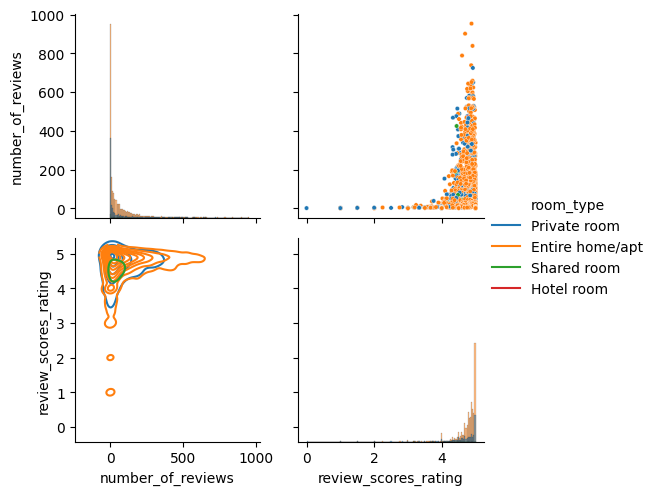 1000
800
600
400
200
0
number_of_reviews
room_type
Private room
Entire home/apt
Shared room
Hotel room
5
4
3
2
1
0
review_scores_rating
0 500 1000
number_of_reviews
0 2 4
review_scores_rating